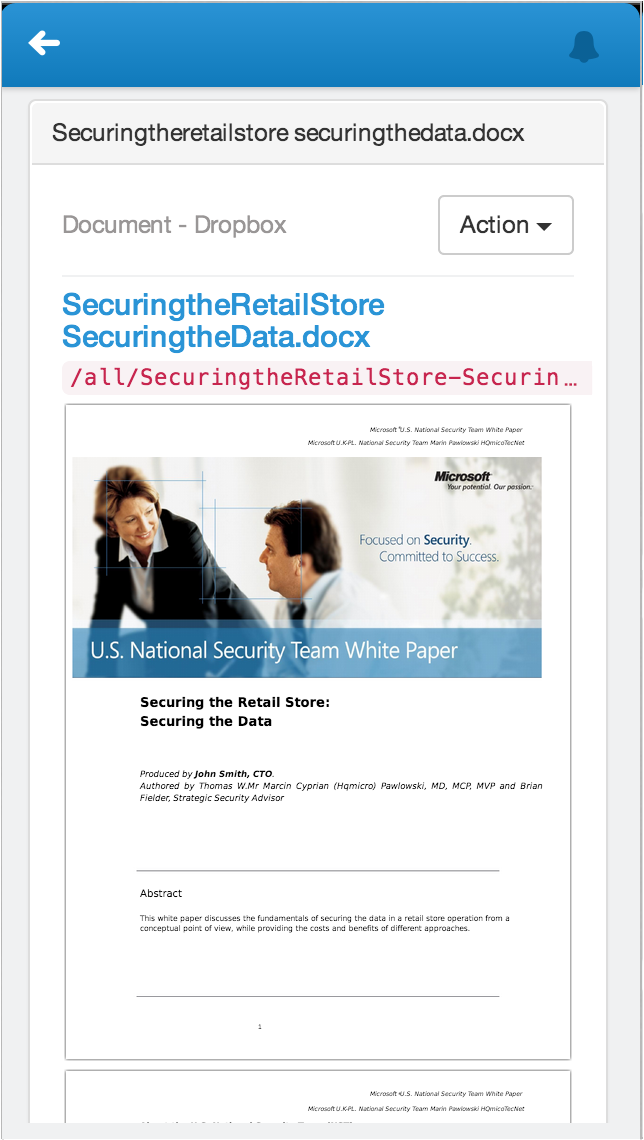 Securingtheretailstore securingthedata.docx
Document - Dropbox
Action
SecuringtheRetailStore
SecuringtheData.docx
/all/SecuringtheRetailStore-Securin…
Microsoft U.S. National Security Team White Paper
Microsoft U.K-PL. National Security Team Marin Pawlowski HQmicoTecNet
Microsoft
Your potential. Our passion.
Focused on Security.
Committed to Success.
U.S. National Security Team White Paper
Securing the Retail Store:
Securing the Data
Produced by John Smith, CTO.
Authored by Thomas W.Mr Marcin Cyprian (Hqmicro) Pawlowski, MD, MCP, MVP and Brian
Fielder, Strategic Security Advisor
Abstract
This white paper discusses the fundamentals of securing the data in a retail store operation from a
conceptual point of view, while providing the costs and benefits of different approaches.
1
Microsoft U.S. National Security Team White Paper
Microsoft U.K-PL. National Security Team Marin Pawlowski HQmicoTecNet